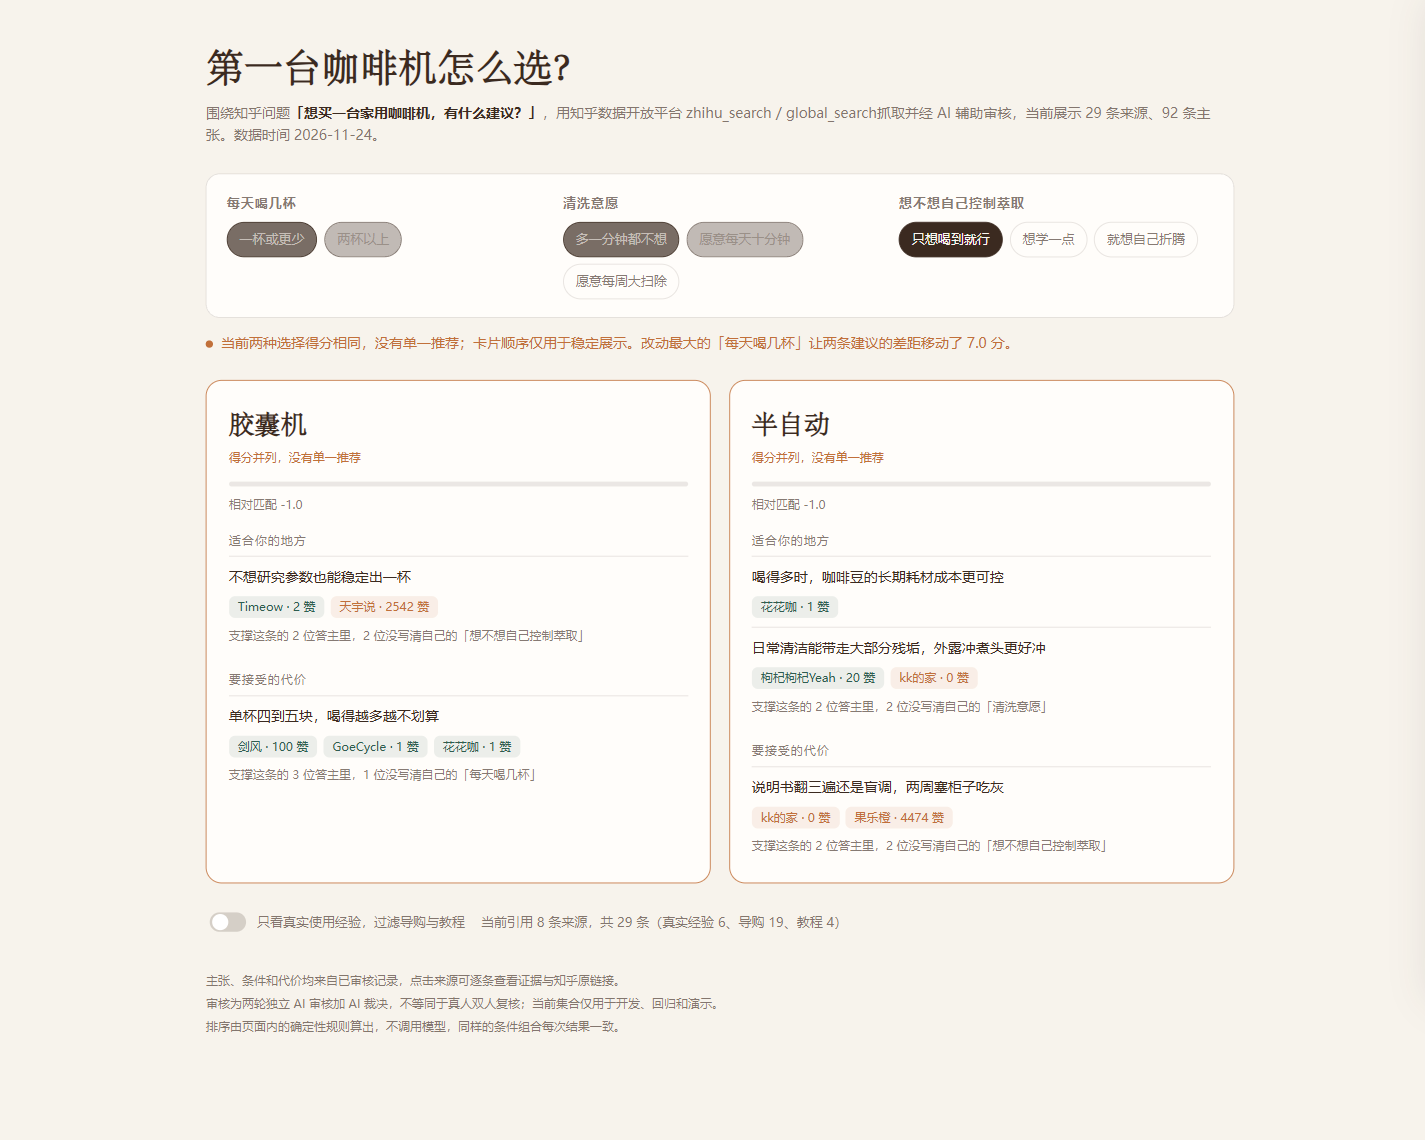 第一台咖啡机怎么选?
围绕知乎问题「想买一台家用咖啡机，有什么建议？」，用知乎数据开放平台 zhihu_search / global_search抓取并经 AI 辅助审核，当前展示 29 条来源、92 条主
张。数据时间 2026-11-24。
每天喝几杯
一杯或更少
两杯以上
清洗意愿
多一分钟都不想
愿意每天十分钟
愿意每周大扫除
想不想自己控制萃取
只想喝到就行
想学一点
就想自己折腾
当前两种选择得分相同，没有单一推荐；卡片顺序仅用于稳定展示。改动最大的「每天喝几杯」让两条建议的差距移动了 7.0 分。
胶囊机
得分并列，没有单一推荐
相对匹配 -1.0
适合你的地方
不想研究参数也能稳定出一杯
Timeow · 2 赞
天宇说 · 2542 赞
支撑这条的 2 位答主里，2 位没写清自己的「想不想自己控制萃取」
要接受的代价
单杯四到五块，喝得越多越不划算
剑风 · 100 赞
GoeCycle · 1 赞
花花咖 · 1 赞
支撑这条的 3 位答主里，1 位没写清自己的「每天喝几杯」
半自动
得分并列，没有单一推荐
相对匹配 -1.0
适合你的地方
喝得多时，咖啡豆的长期耗材成本更可控
花花咖 · 1 赞
日常清洁能带走大部分残垢，外露冲煮头更好冲
枸杞枸杞Yeah · 20 赞
kk的家 · 0 赞
支撑这条的 2 位答主里，2 位没写清自己的「清洗意愿」
要接受的代价
说明书翻三遍还是盲调，两周塞柜子吃灰
kk的家 · 0 赞
果乐橙 · 4474 赞
支撑这条的 2 位答主里，2 位没写清自己的「想不想自己控制萃取」
只看真实使用经验，过滤导购与教程
当前引用 8 条来源，共 29 条（真实经验 6、导购 19、教程 4）
主张、条件和代价均来自已审核记录，点击来源可逐条查看证据与知乎原链接。
审核为两轮独立 AI 审核加 AI 裁决，不等同于真人双人复核；当前集合仅用于开发、回归和演示。
排序由页面内的确定性规则算出，不调用模型，同样的条件组合每次结果一致。